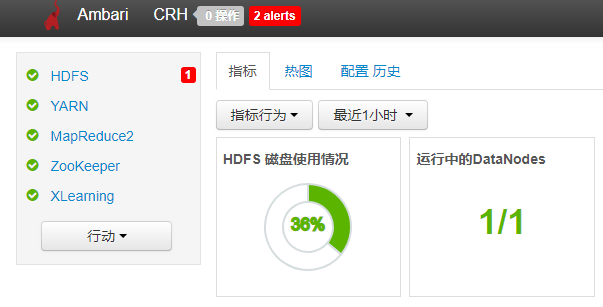 Ambari CRH 0 操作 2 alerts
HDFS 1
YARN
MapReduce2
ZooKeeper
XLearning
行动
指标 热图 配置 历史
指标行为 最近1小时
HDFS 磁盘使用情况
36%
运行中的DataNodes
1/1